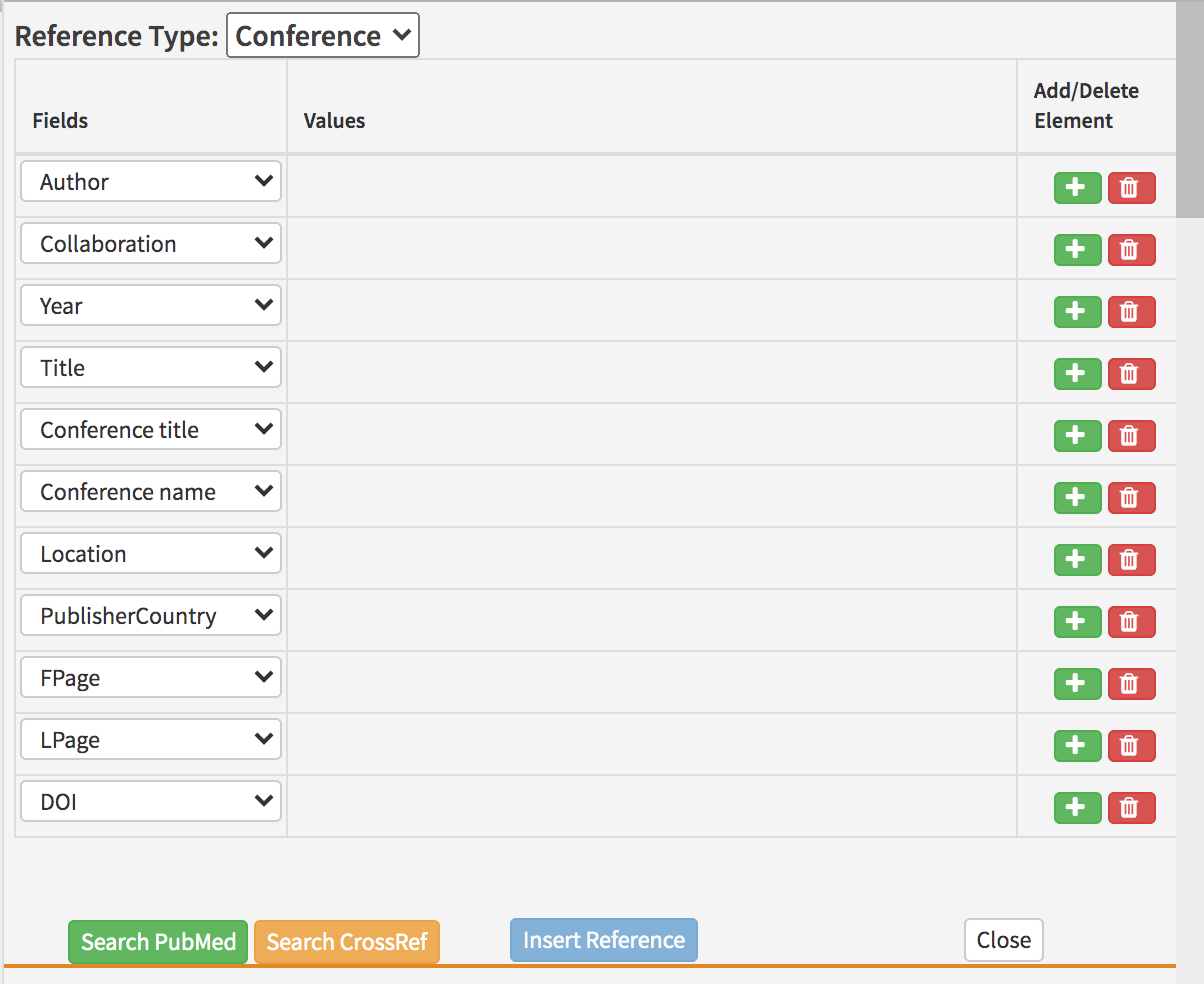 Reference Type: Conference
Fields
Values
Add/Delete
Element
Author
Collaboration
Year
Title
Conference title
Conference name
Location
PublisherCountry
FPage
LPage
DOI
Search PubMed
Search CrossRef
Insert Reference
Close